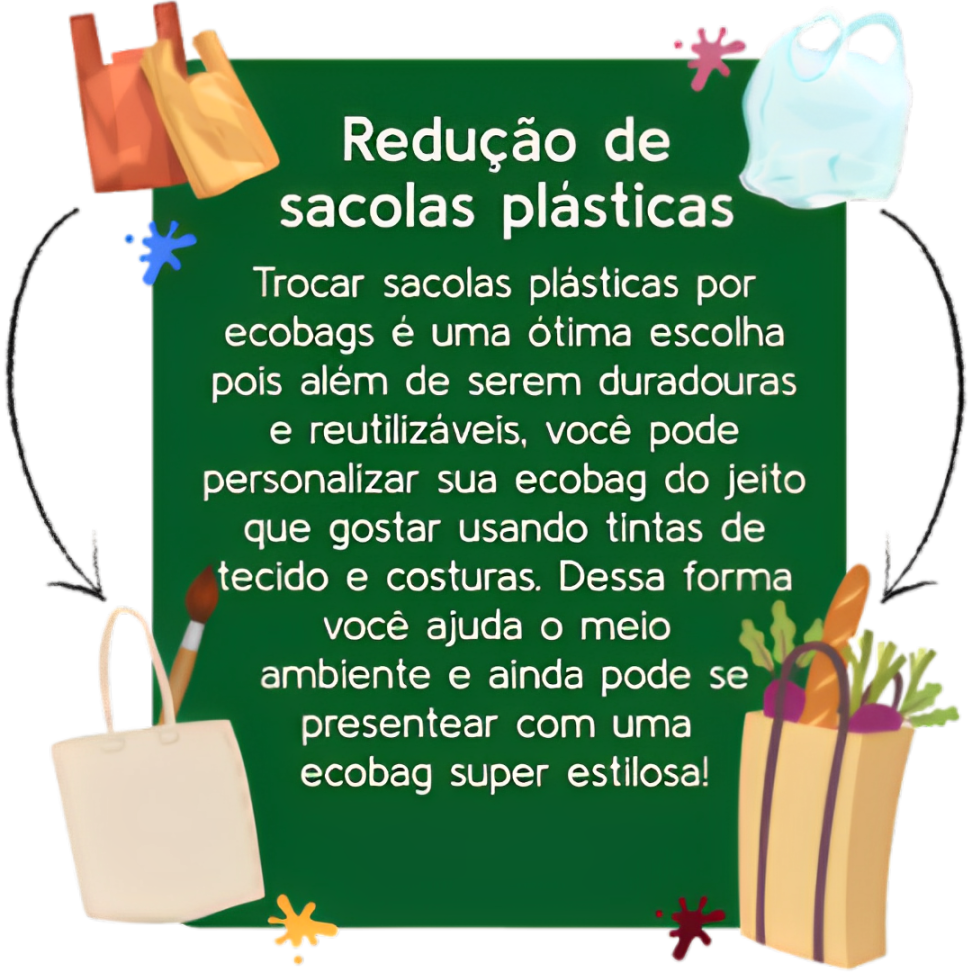 Redução de
sacolas plásticas
Trocar sacolas plásticas por
ecobags é uma ótima escolha
pois além de serem duradouras
e reutilizáveis, você pode
personalizar sua ecobag do jeito
que gostar usando tintas de
tecido e costuras. Dessa forma
você ajuda o meio
ambiente e ainda pode se
presentear com uma
ecobag super estilosa!